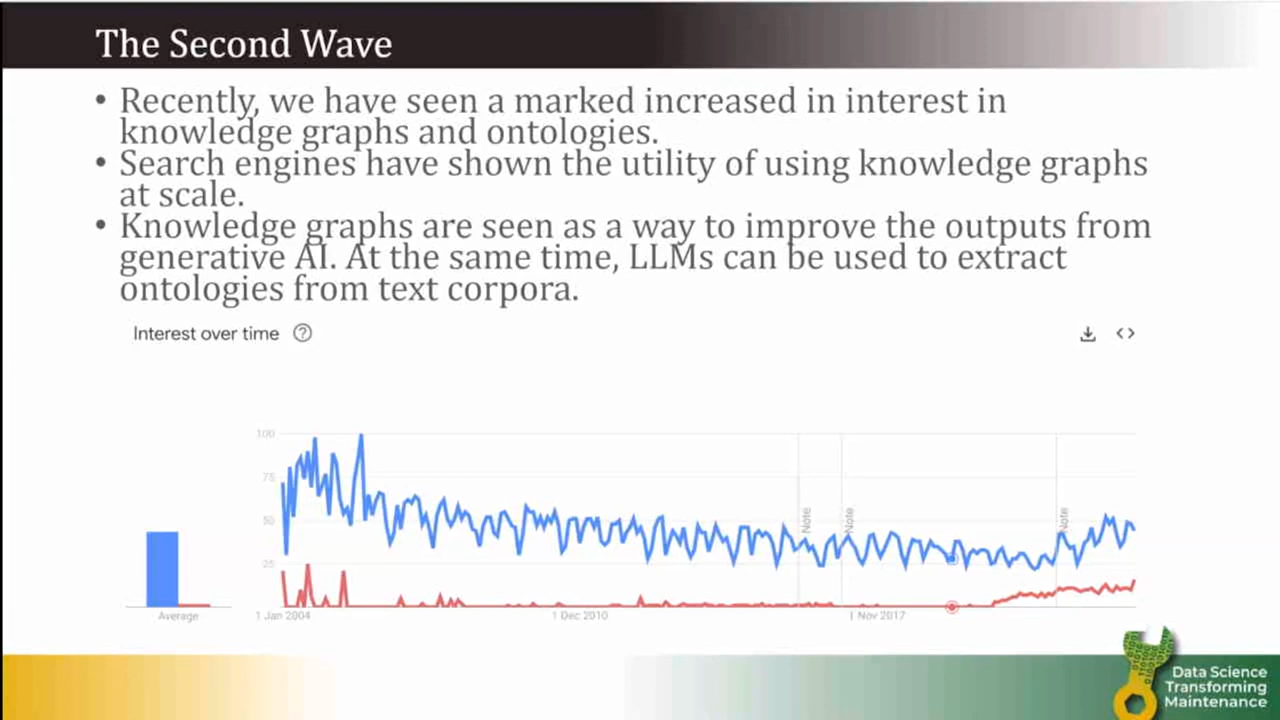 The Second Wave
• Recently, we have seen a marked increased in interest in
knowledge graphs and ontologies.
• Search engines have shown the utility of using knowledge graphs
at scale.
• Knowledge graphs are seen as a way to improve the outputs from
generative AI. At the same time, LLMs can be used to extract
ontologies from text corpora.
Interest over time ?
100
75
50
25
Note
Note
Note
Average
1 Jan 2004
1 Dec 2010
1 Nov 2017
Data Science
Transforming
Maintenance